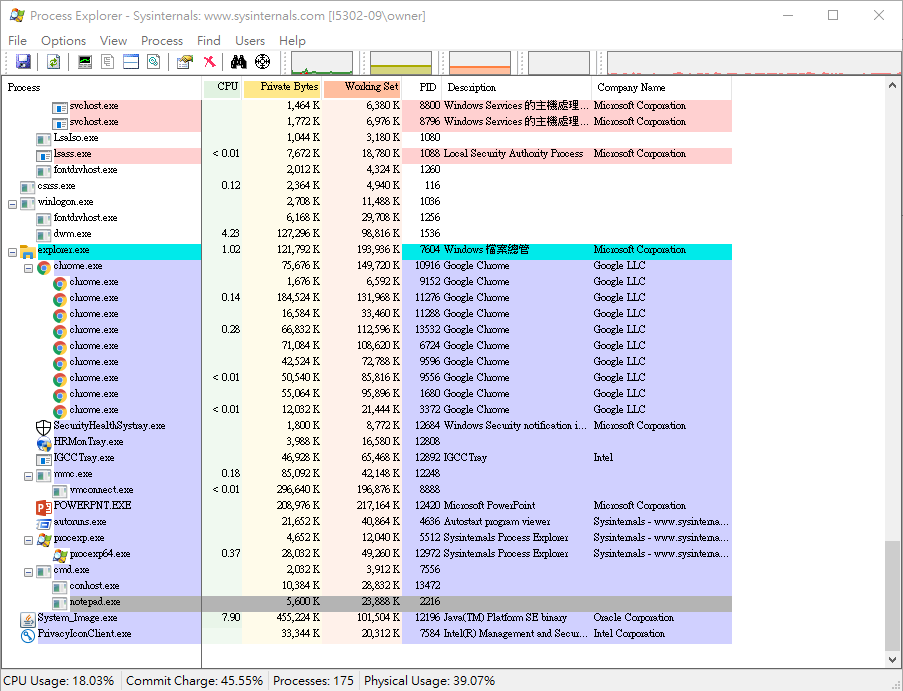 Process Explorer - Sysinternals: www.sysinternals.com [I5302-09\owner]
File Options View Process Find Users Help
Process CPU Private Bytes Working Set PID Description Company Name
svchost.exe 1,464 K 6,380 K 8800 Windows Services 的主機處理... Microsoft Corporation
svchost.exe 1,772 K 6,976 K 8796 Windows Services 的主機處理... Microsoft Corporation
LsaIso.exe 1,044 K 3,180 K 1080
lsass.exe < 0.01 7,672 K 18,780 K 1088 Local Security Authority Process Microsoft Corporation
fontdrvhost.exe 2,012 K 4,324 K 1260
csrss.exe 0.12 2,364 K 4,940 K 116
winlogon.exe 2,708 K 11,488 K 1036
fontdrvhost.exe 6,168 K 29,708 K 1256
dwm.exe 4.23 127,296 K 98,816 K 1536
explorer.exe 1.02 121,792 K 193,936 K 7604 Windows 檔案總管 Microsoft Corporation
chrome.exe 75,676 K 149,720 K 10916 Google Chrome Google LLC
chrome.exe 1,676 K 6,592 K 9152 Google Chrome Google LLC
chrome.exe 0.14 184,524 K 131,968 K 11276 Google Chrome Google LLC
chrome.exe 16,584 K 33,460 K 11288 Google Chrome Google LLC
chrome.exe 0.28 66,832 K 112,596 K 13532 Google Chrome Google LLC
chrome.exe 71,084 K 108,620 K 6724 Google Chrome Google LLC
chrome.exe 42,524 K 72,788 K 9596 Google Chrome Google LLC
chrome.exe < 0.01 50,540 K 85,816 K 9556 Google Chrome Google LLC
chrome.exe 55,064 K 95,896 K 1680 Google Chrome Google LLC
chrome.exe < 0.01 12,032 K 21,444 K 3372 Google Chrome Google LLC
SecurityHealthSystray.exe 1,800 K 8,772 K 12684 Windows Security notification i... Microsoft Corporation
HRMonTray.exe 3,988 K 16,580 K 12808
IGCCTray.exe 46,928 K 65,468 K 12892 IGCCTray Intel
mmc.exe 0.18 85,092 K 42,148 K 12248
vmconnect.exe < 0.01 296,640 K 196,876 K 8888
POWERPNT.EXE 208,976 K 217,164 K 12420 Microsoft PowerPoint Microsoft Corporation
autoruns.exe 21,652 K 40,864 K 4636 Autostart program viewer Sysinternals - www.sysinterna...
procexp.exe 4,652 K 12,040 K 5512 Sysinternals Process Explorer Sysinternals - www.sysinterna...
procexp64.exe 0.37 28,032 K 49,260 K 12972 Sysinternals Process Explorer Sysinternals - www.sysinterna...
cmd.exe 2,032 K 3,912 K 7556
conhost.exe 10,384 K 28,832 K 13472
notepad.exe 5,600 K 23,888 K 2216
System_Image.exe 7.90 455,224 K 101,504 K 12196 Java(TM) Platform SE binary Oracle Corporation
PrivacyIconClient.exe 33,344 K 20,312 K 7584 Intel(R) Management and Secur... Intel Corporation
CPU Usage: 18.03% Commit Charge: 45.55% Processes: 175 Physical Usage: 39.07%